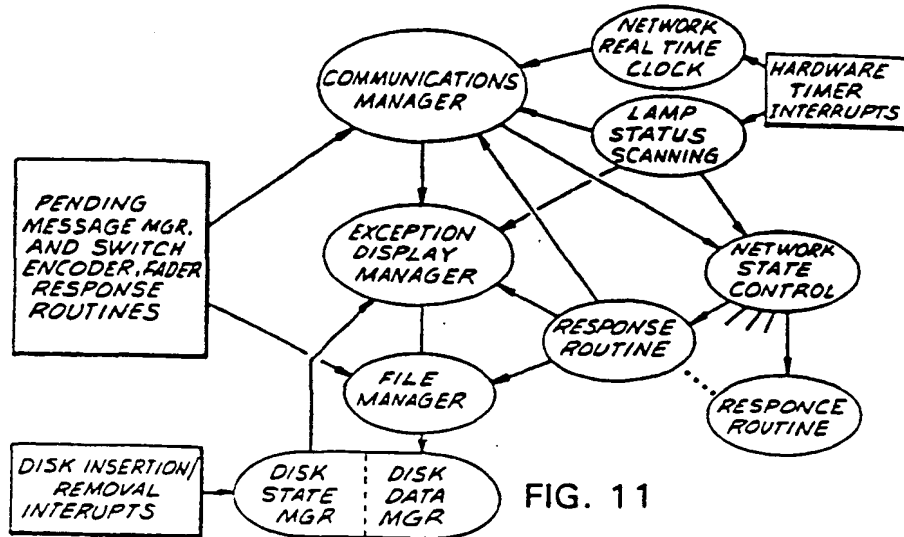 NETWORK
REAL TIME
CLOCK
COMMUNICATIONS
MANAGER
HARDWARE
TIMER
INTERRUPTS
LAMP
STATUS
SCANNING
PENDING
MESSAGE MGR.
AND SWITCH
ENCODER, FADER
RESPONSE
ROUTINES
EXCEPTION
DISPLAY
MANAGER
NETWORK
STATE
CONTROL
RESPONSE
ROUTINE
FILE
MANAGER
RESPONCE
ROUTINE
DISK INSERTION/
REMOVAL
INTERUPTS
DISK
STATE
MGR
DISK
DATA
MGR
FIG. 11